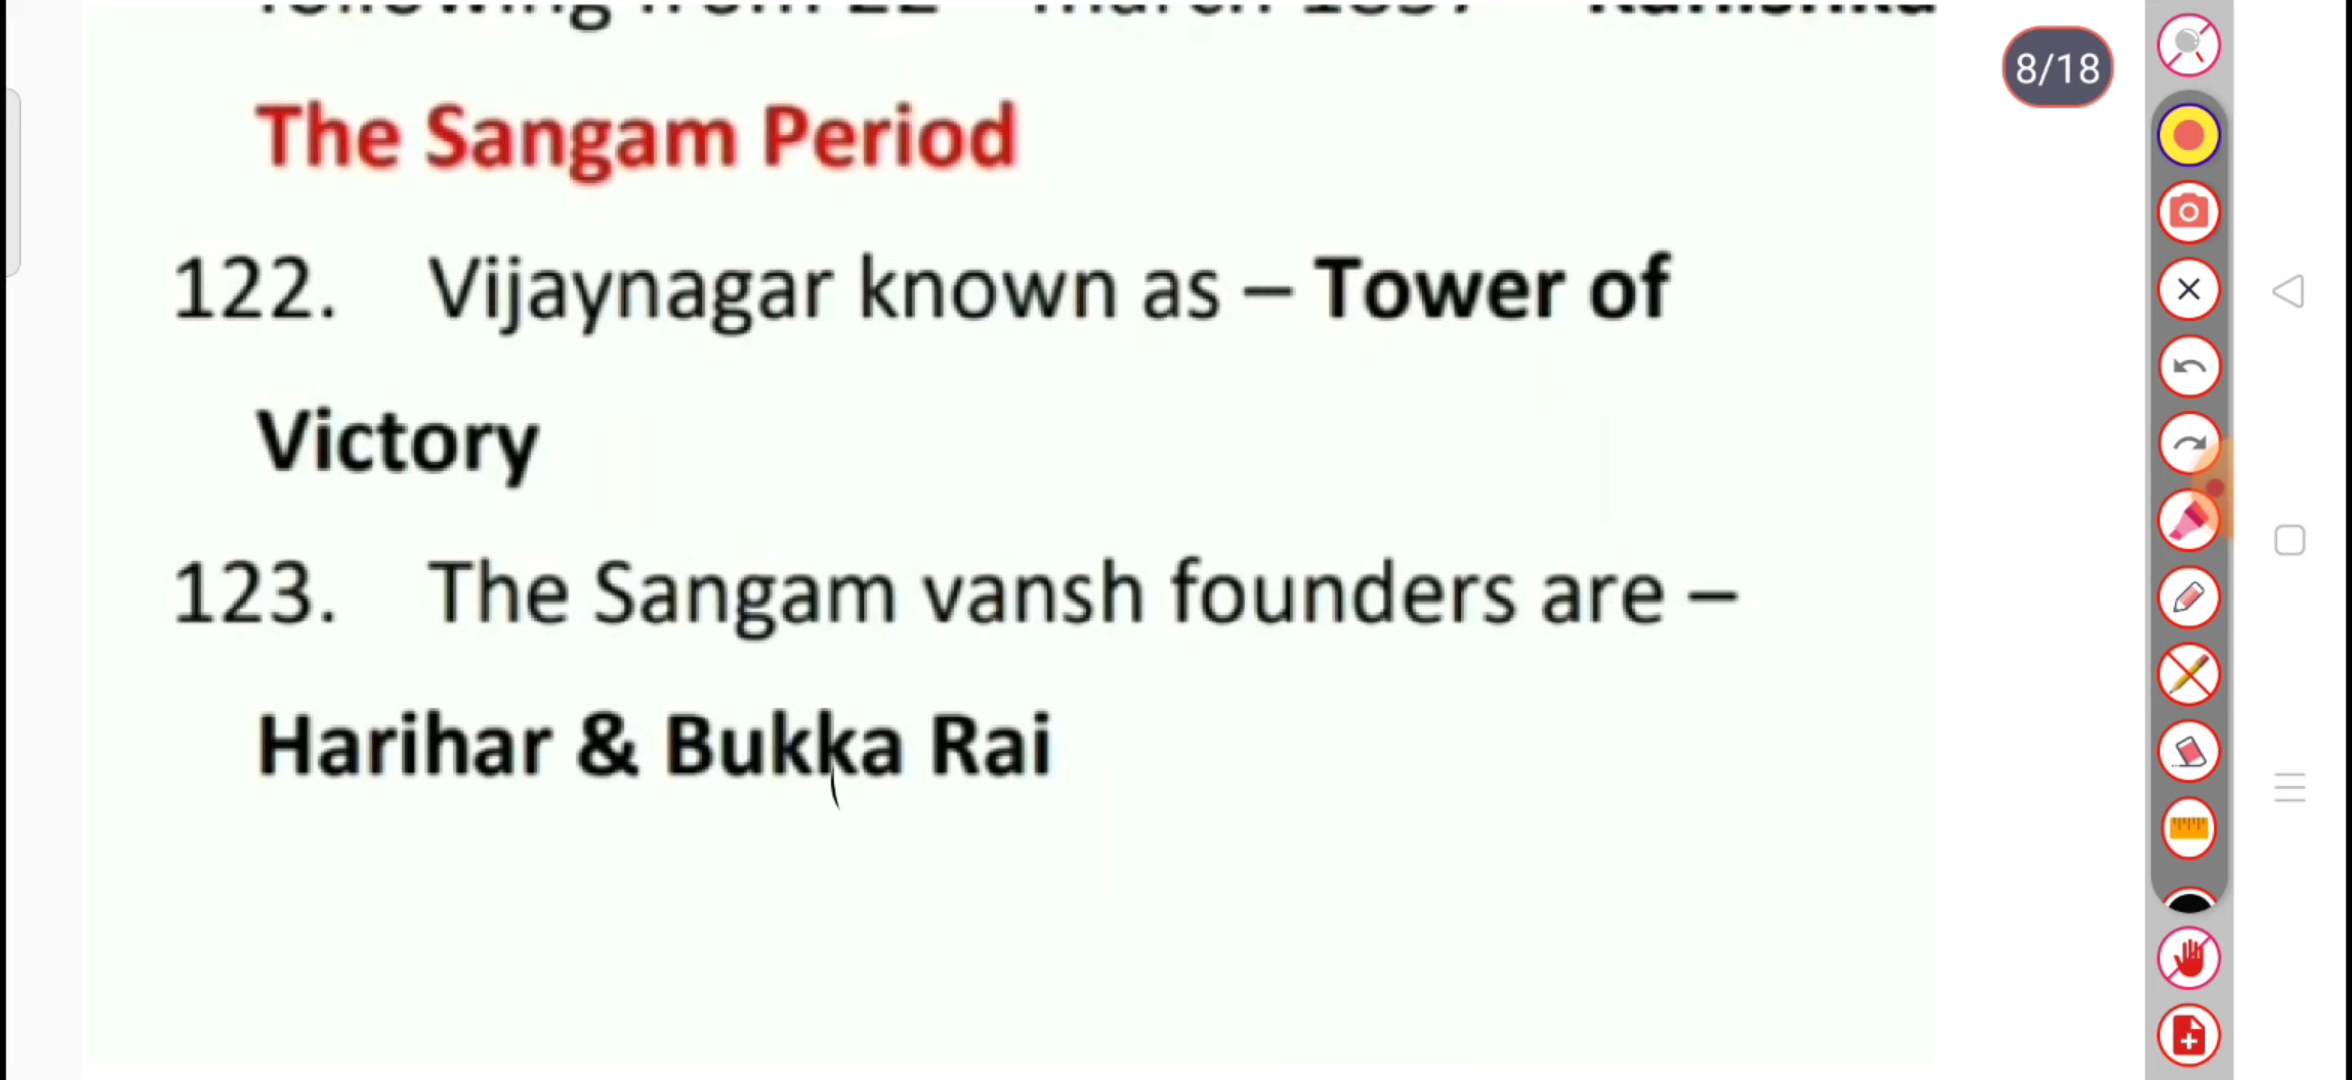 8/18
The Sangam Period
122. Vijaynagar known as – Tower of
Victory
123. The Sangam vansh founders are –
Harihar & Bukka Rai